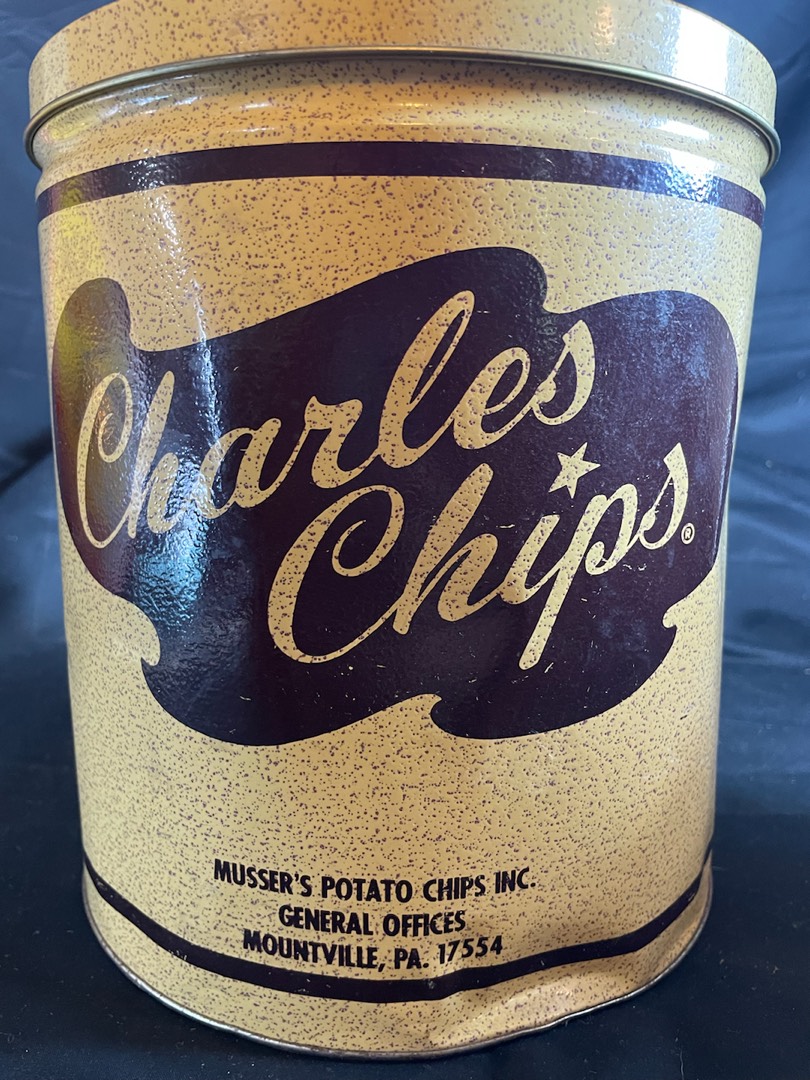 Charles
Chips®
MUSSER'S POTATO CHIPS INC.
GENERAL OFFICES
MOUNTVILLE, PA. 17554